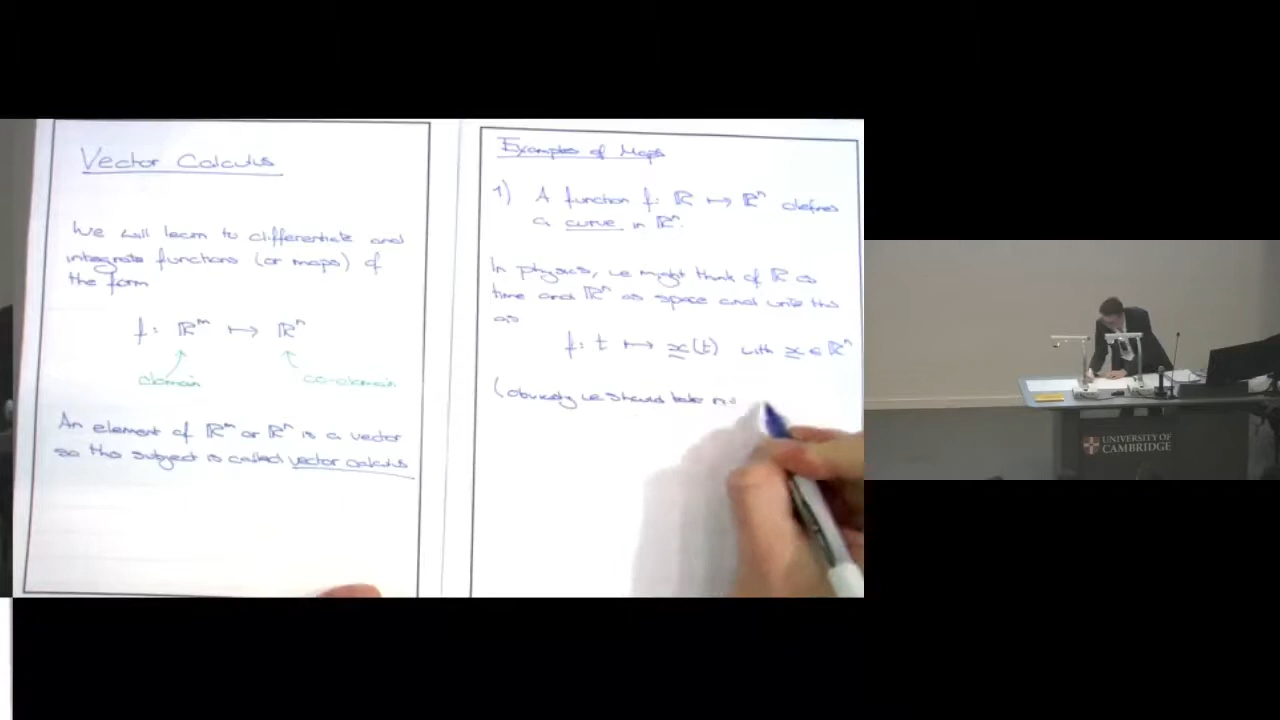 Vector Calculus
We will learn to differentiate and
integrate functions (or maps) of
the form
f: ℝᵐ ↦ ℝⁿ
domain co-domain
An element of ℝᵐ or ℝⁿ is a vector
so the subject is called vector calculus
Examples of Maps
1) A function f: ℝ ↦ ℝⁿ defines
a curve in ℝⁿ.
In physics, we might think of ℝ as
time and ℝⁿ as space and write this
as
f: t ↦ x(t) with x ∈ ℝⁿ
(obviously we should take n=
UNIVERSITY OF
CAMBRIDGE